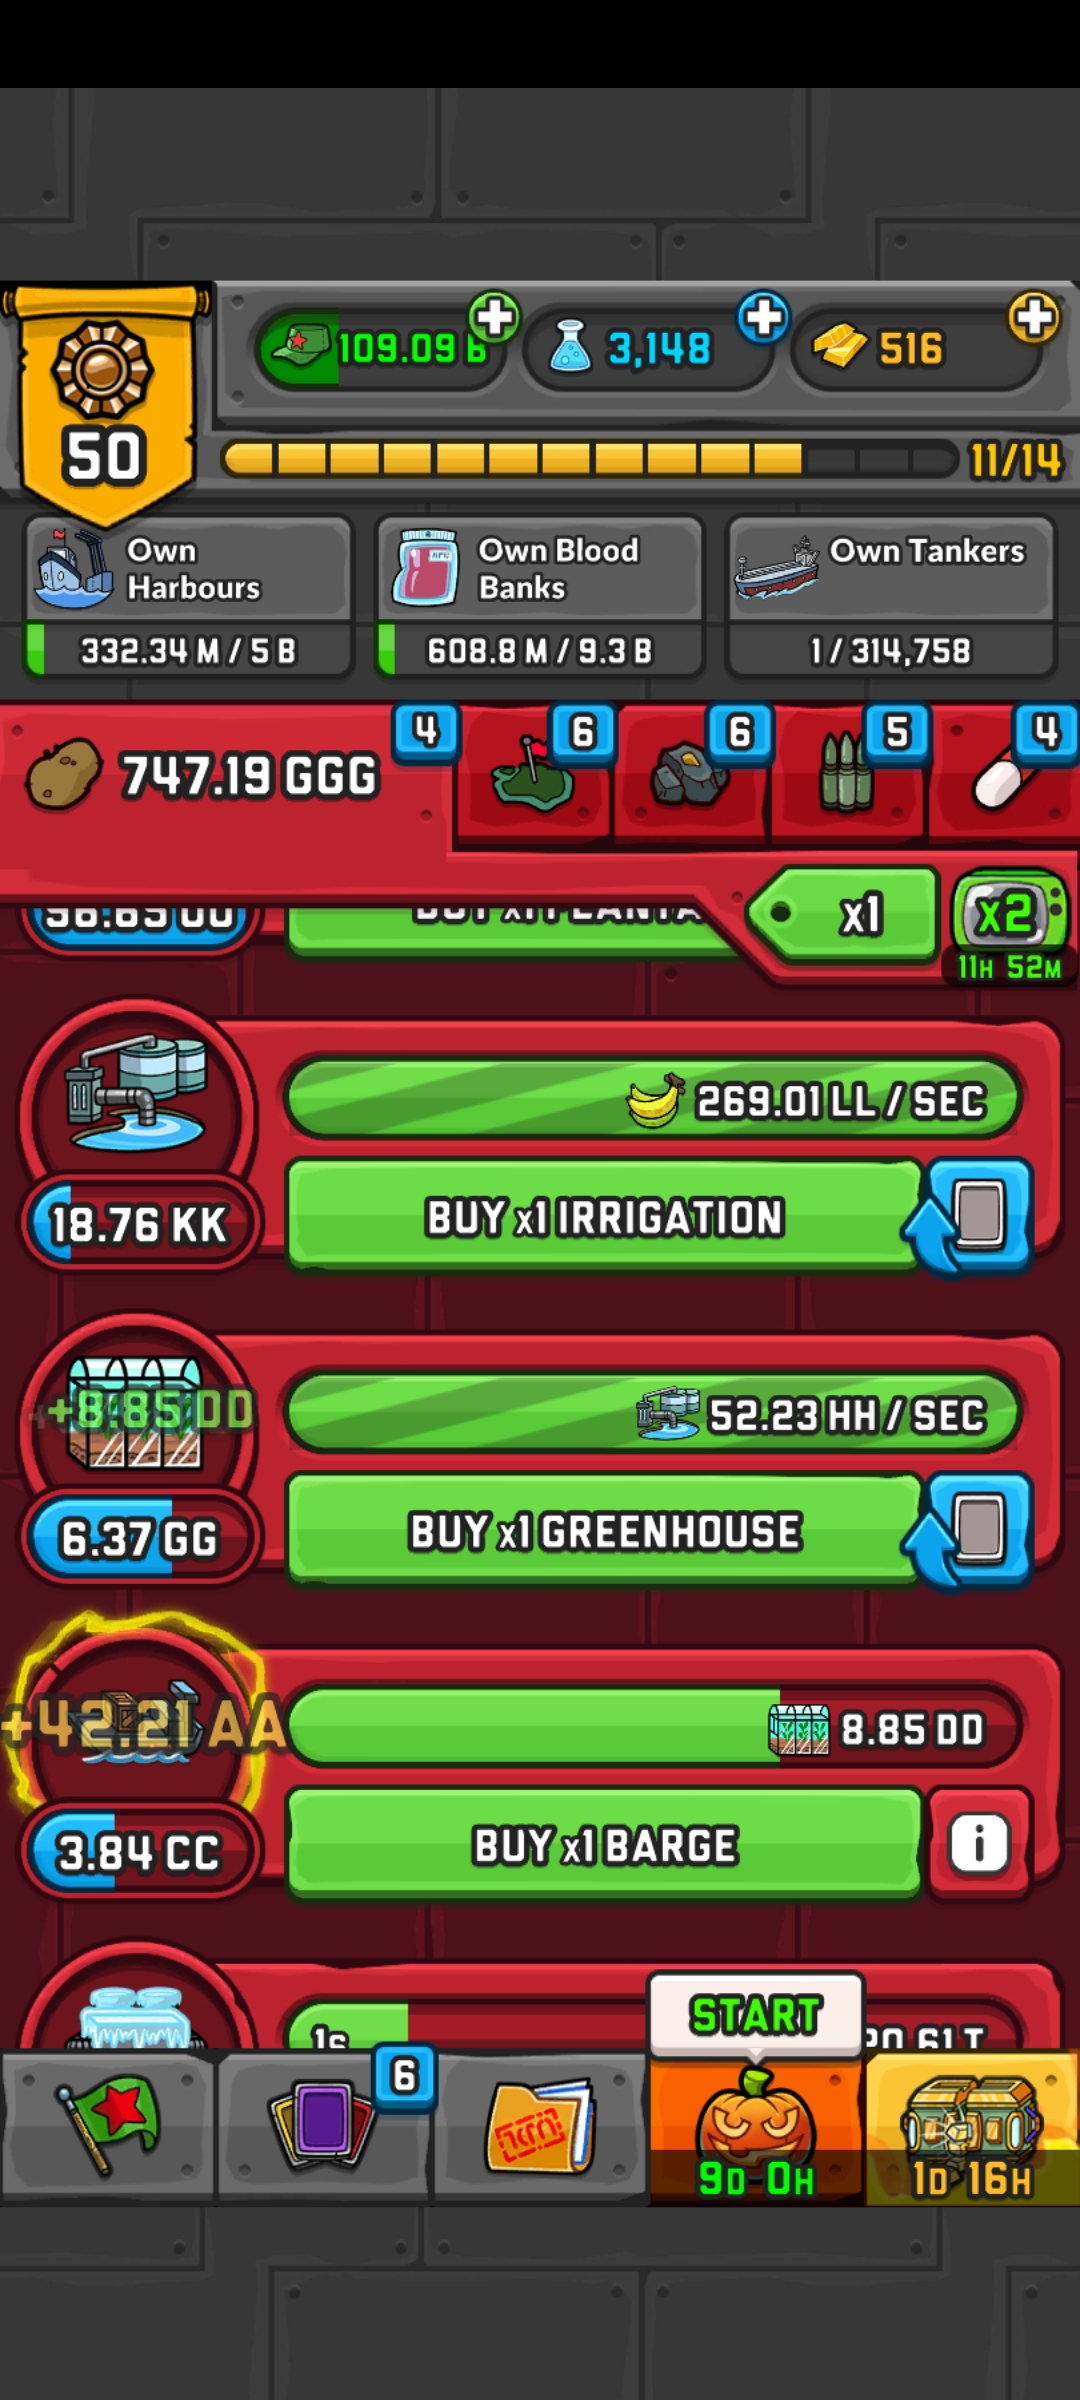 109.09 B
3,148
516
50
11/14
Own Harbours
332.34 M / 5 B
Own Blood Banks
608.8 M / 9.3 B
Own Tankers
1 / 314,758
747.19 GGG
4
6
6
5
4
x1
x2
11H 52M
269.01 LL / SEC
18.76 KK
BUY x1 IRRIGATION
+8.85 DD
52.23 HH / SEC
6.37 GG
BUY x1 GREENHOUSE
+42.21 AA
8.85 DD
3.84 CC
BUY x1 BARGE
i
1s
START
6
9D 0H
1D 16H